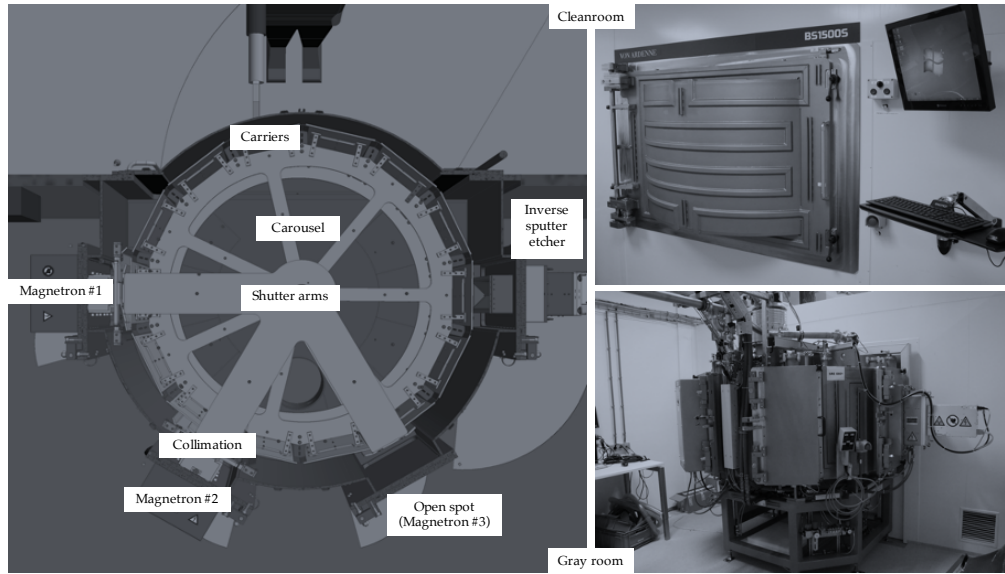 Cleanroom
BS1500S
VON ARDENNE
Carriers
Carousel
Inverse
sputter
etcher
Magnetron #1
Shutter arms
Collimation
Magnetron #2
Open spot
(Magnetron #3)
Gray room